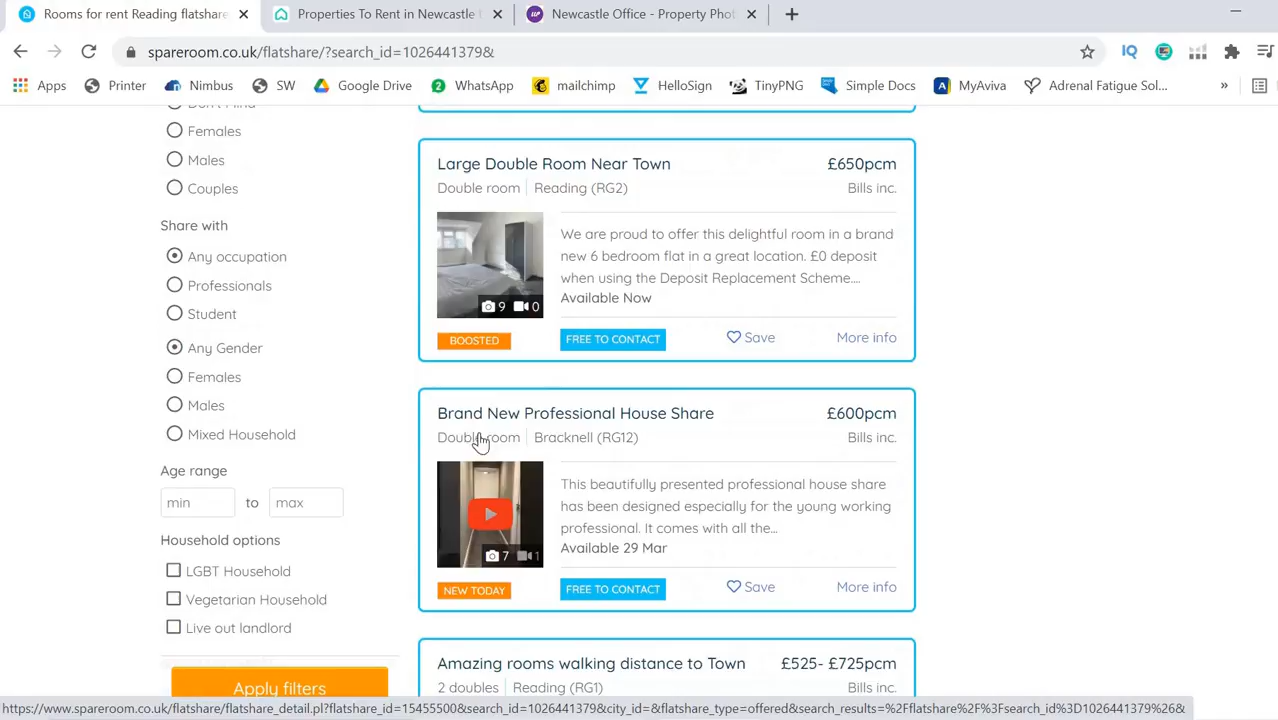 Rooms for rent Reading flatshare
Properties To Rent in Newcastle
Newcastle Office - Property Phot
spareroom.co.uk/flatshare/?search_id=1026441379&
IQ
Apps
Printer
Nimbus
SW
Google Drive
2
WhatsApp
mailchimp
HelloSign
TinyPNG
Simple Docs
MyAviva
Adrenal Fatigue Sol...
»
Don't Mind
Females
Males
Couples
Share with
Any occupation
Professionals
Student
Any Gender
Females
Males
Mixed Household
Age range
min to max
Household options
LGBT Household
Vegetarian Household
Live out landlord
Apply filters
Large Double Room Near Town £650pcm
Double room Reading (RG2) Bills inc.
We are proud to offer this delightful room in a brand
new 6 bedroom flat in a great location. £0 deposit
when using the Deposit Replacement Scheme....
Available Now
9 0
BOOSTED FREE TO CONTACT Save More info
Brand New Professional House Share £600pcm
Double room Bracknell (RG12) Bills inc.
This beautifully presented professional house share
has been designed especially for the young working
professional. It comes with all the...
Available 29 Mar
7 1
NEW TODAY FREE TO CONTACT Save More info
Amazing rooms walking distance to Town £525- £725pcm
2 doubles Reading (RG1) Bills inc.
https://www.spareroom.co.uk/flatshare/flatshare_detail.pl?flatshare_id=15455500&search_id=1026441379&city_id=&flatshare_type=offered&search_results=%2Fflatshare%2F%3Fsearch_id%3D1026441379%26&